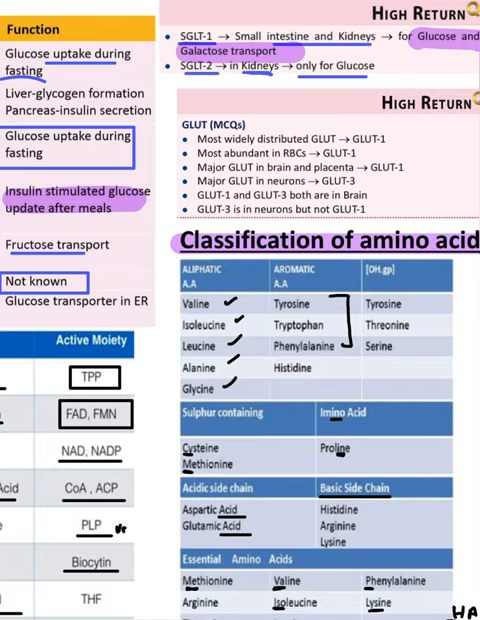 Function
Glucose uptake during
fasting
Liver-glycogen formation
Pancreas-insulin secretion
Glucose uptake during
fasting
Insulin stimulated glucose
update after meals
Fructose transport
Not known
Glucose transporter in ER
HIGH RETURN
• SGLT-1 → Small intestine and Kidneys → for Glucose and
Galactose transport
• SGLT-2 → in Kidneys → only for Glucose
HIGH RETURN
GLUT (MCQs)
• Most widely distributed GLUT → GLUT-1
• Most abundant in RBCs → GLUT-1
• Major GLUT in brain and placenta → GLUT-1
• Major GLUT in neurons → GLUT-3
• GLUT-1 and GLUT-3 both are in Brain
• GLUT-3 is in neurons but not GLUT-1
Classification of amino acid
ALIPHATIC A.A AROMATIC A.A [OH.gp]
Valine Tyrosine Tyrosine
Isoleucine Tryptophan Threonine
Leucine Phenylalanine Serine
Alanine Histidine
Glycine
Sulphur containing Imino Acid
Cysteine Proline
Methionine
Acidic side chain Basic Side Chain
Aspartic Acid Histidine
Glutamic Acid Arginine
Lysine
Essential Amino Acids
Methionine Valine Phenylalanine
Arginine Isoleucine Lysine
HA
Active Moiety
TPP
FAD, FMN
NAD, NADP
Acid CoA , ACP
PLP
Biocytin
THF